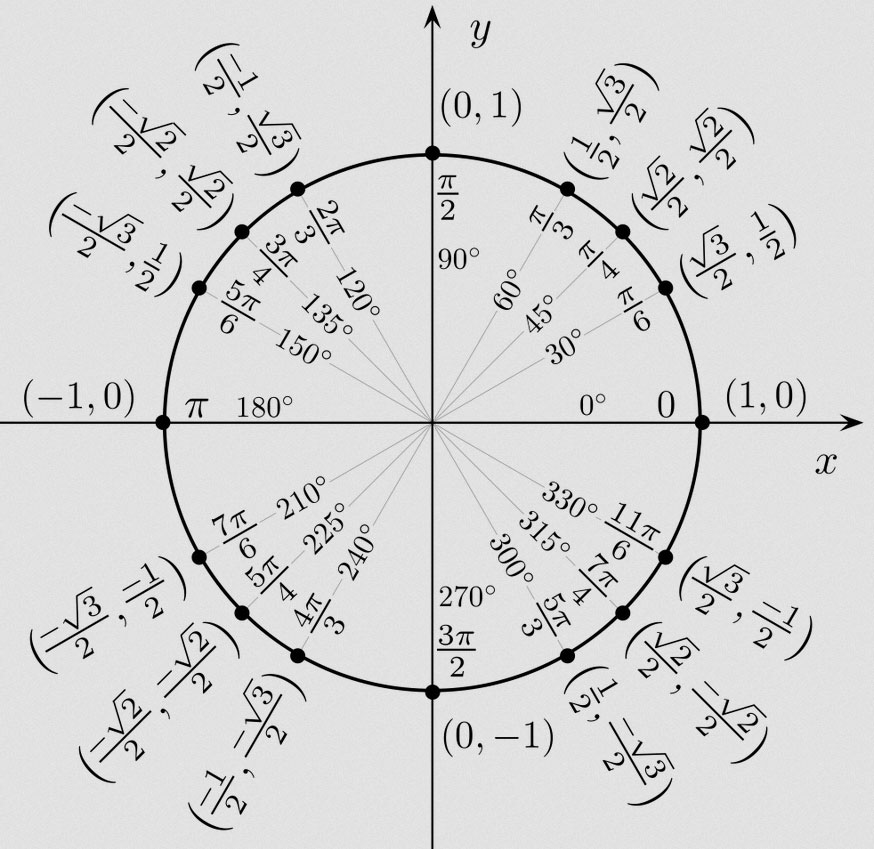 y
(0, 1)
(1/2, √3/2)
(√2/2, √2/2)
(√3/2, 1/2)
(−1/2, √3/2)
(−√2/2, √2/2)
(−√3/2, 1/2)
π/2
90°
π/3
60°
π/4
45°
π/6
30°
2π/3
120°
3π/4
135°
5π/6
150°
(−1, 0)
π
180°
0°
0
(1, 0)
x
7π/6
210°
5π/4
225°
4π/3
240°
270°
3π/2
300°
5π/3
315°
7π/4
330°
11π/6
(−√3/2, −1/2)
(−√2/2, −√2/2)
(−1/2, −√3/2)
(0, −1)
(1/2, −√3/2)
(√2/2, −√2/2)
(√3/2, −1/2)